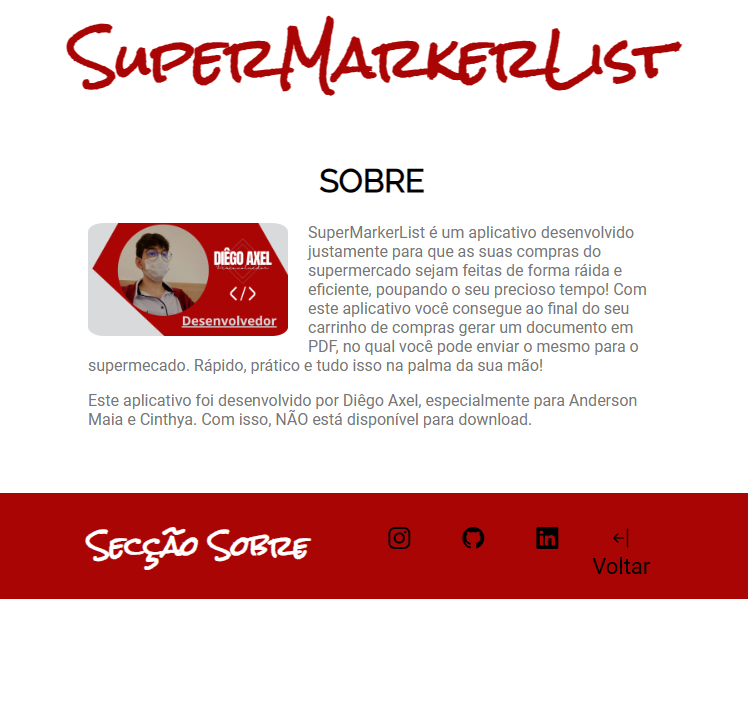 SuperMarkerList
SOBRE
DIÊGO AXEL
Desenvolvedor
</>
Desenvolvedor
SuperMarkerList é um aplicativo desenvolvido
justamente para que as suas compras do
supermercado sejam feitas de forma ráida e
eficiente, poupando o seu precioso tempo! Com
este aplicativo você consegue ao final do seu
carrinho de compras gerar um documento em
PDF, no qual você pode enviar o mesmo para o
supermecado. Rápido, prático e tudo isso na palma da sua mão!
Este aplicativo foi desenvolvido por Diêgo Axel, especialmente para Anderson
Maia e Cinthya. Com isso, NÃO está disponível para download.
Secção Sobre
in
Voltar